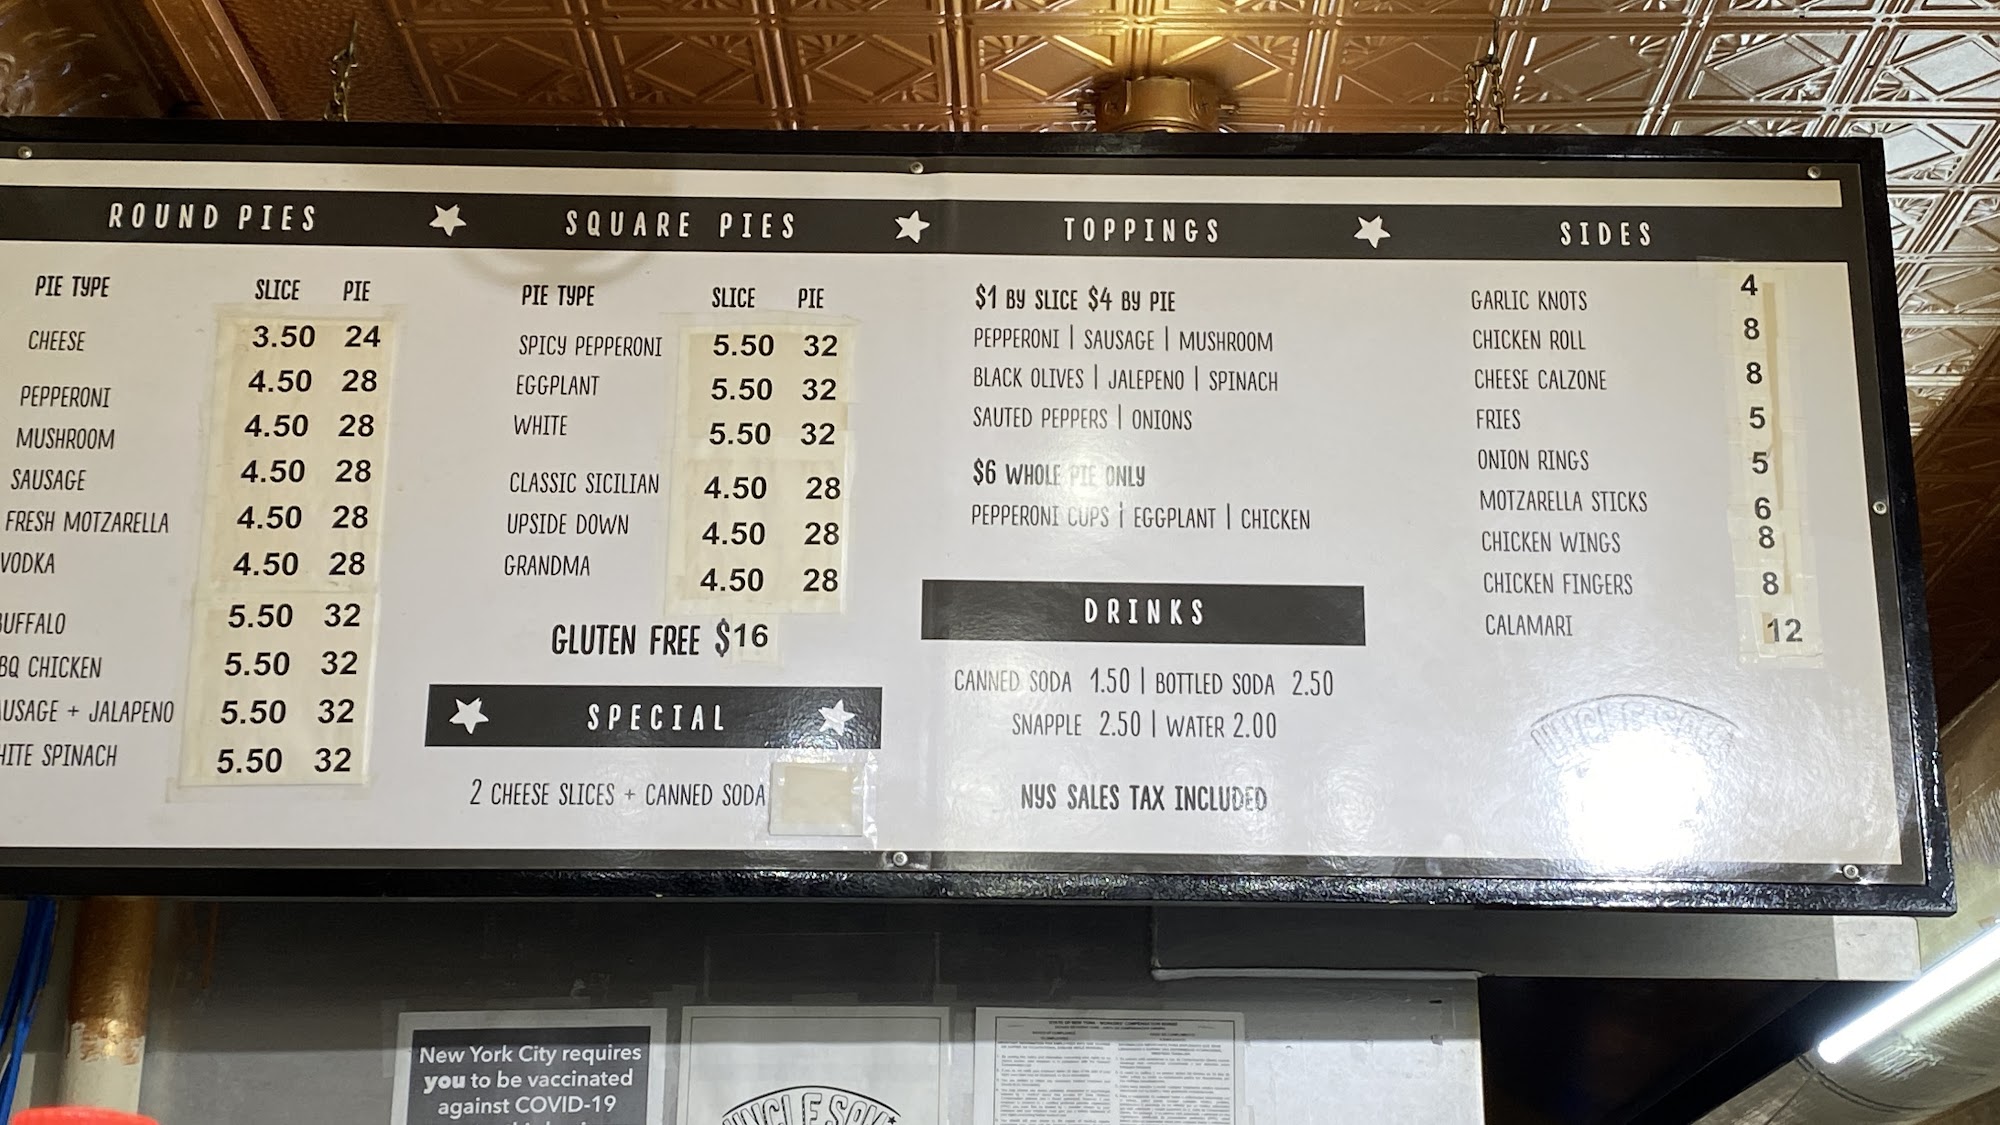 ROUND PIES
PIE TYPE SLICE PIE
CHEESE 3.50 24
PEPPERONI 4.50 28
MUSHROOM 4.50 28
SAUSAGE 4.50 28
FRESH MOTZARELLA 4.50 28
VODKA 4.50 28
BUFFALO 5.50 32
BQ CHICKEN 5.50 32
AUSAGE + JALAPENO 5.50 32
HITE SPINACH 5.50 32
SQUARE PIES
PIE TYPE SLICE PIE
SPICY PEPPERONI 5.50 32
EGGPLANT 5.50 32
WHITE 5.50 32
CLASSIC SICILIAN 4.50 28
UPSIDE DOWN 4.50 28
GRANDMA 4.50 28
GLUTEN FREE $16
SPECIAL
2 CHEESE SLICES + CANNED SODA
TOPPINGS
$1 BY SLICE $4 BY PIE
PEPPERONI | SAUSAGE | MUSHROOM
BLACK OLIVES | JALEPENO | SPINACH
SAUTED PEPPERS | ONIONS
$6 WHOLE PIE ONLY
PEPPERONI CUPS | EGGPLANT | CHICKEN
DRINKS
CANNED SODA 1.50 | BOTTLED SODA 2.50
SNAPPLE 2.50 | WATER 2.00
NYS SALES TAX INCLUDED
SIDES
GARLIC KNOTS 4
CHICKEN ROLL 8
CHEESE CALZONE 8
FRIES 5
ONION RINGS 5
MOTZARELLA STICKS 6
CHICKEN WINGS 8
CHICKEN FINGERS 8
CALAMARI 12
New York City requires
you to be vaccinated
against COVID-19